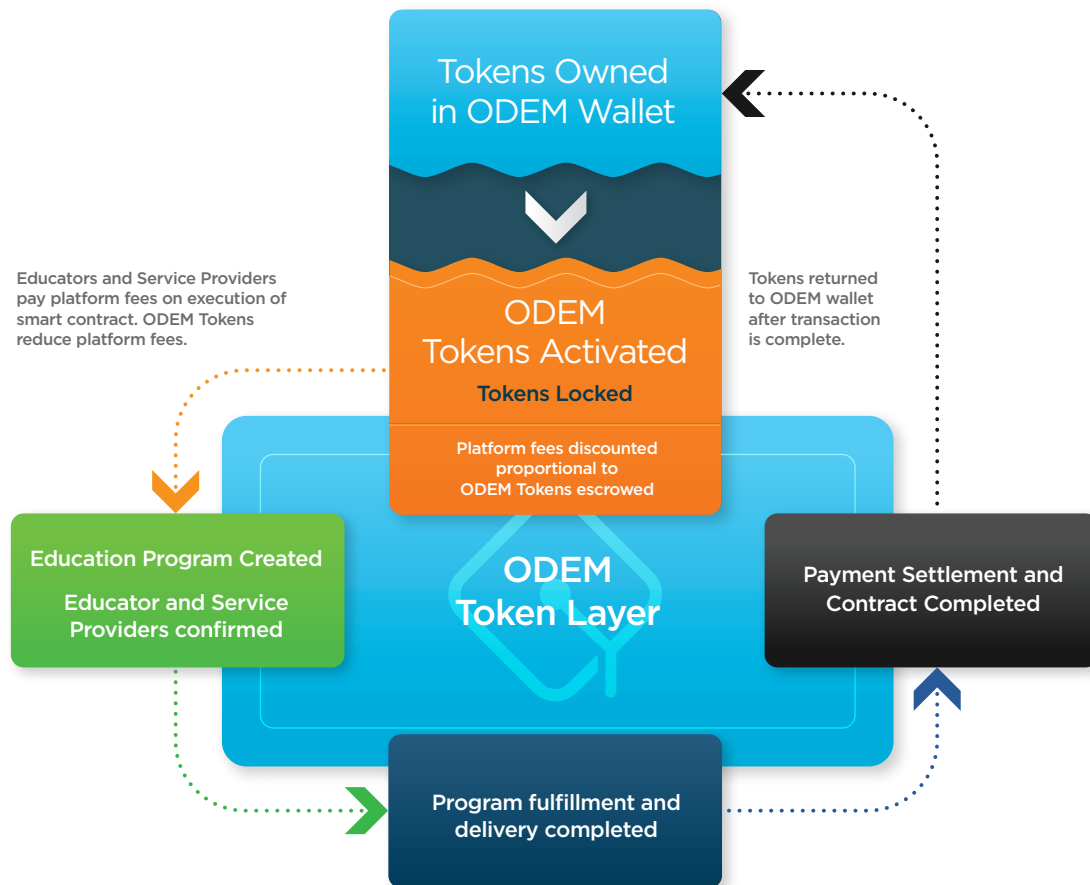 Tokens Owned
in ODEM Wallet
Educators and Service Providers
pay platform fees on execution of
smart contract. ODEM Tokens
reduce platform fees.
ODEM
Tokens Activated
Tokens Locked
Platform fees discounted
proportional to
ODEM Tokens escrowed
Tokens returned
to ODEM wallet
after transaction
is complete.
Education Program Created
Educator and Service
Providers confirmed
ODEM
Token Layer
Payment Settlement and
Contract Completed
Program fulfillment and
delivery completed